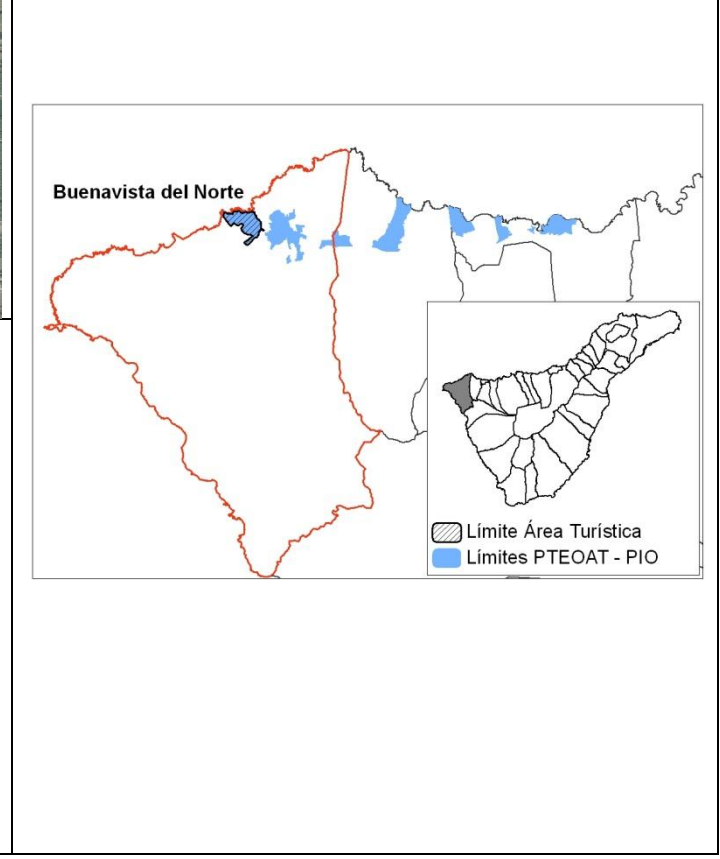 Buenavista del Norte
Límite Área Turística
Límites PTEOAT - PIO